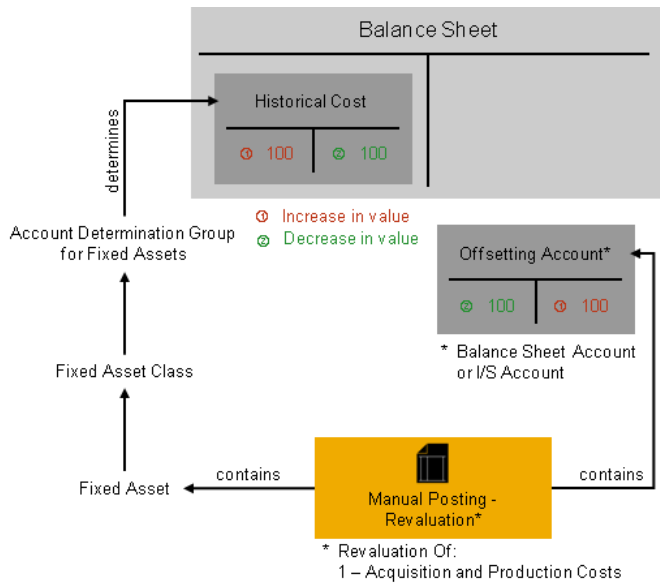 Balance Sheet
Historical Cost
① 100
② 100
determines
① Increase in value
② Decrease in value
Account Determination Group
for Fixed Assets
Offsetting Account*
② 100
① 100
* Balance Sheet Account
or I/S Account
Fixed Asset Class
Fixed Asset
contains
Manual Posting -
Revaluation*
contains
* Revaluation Of:
1 – Acquisition and Production Costs